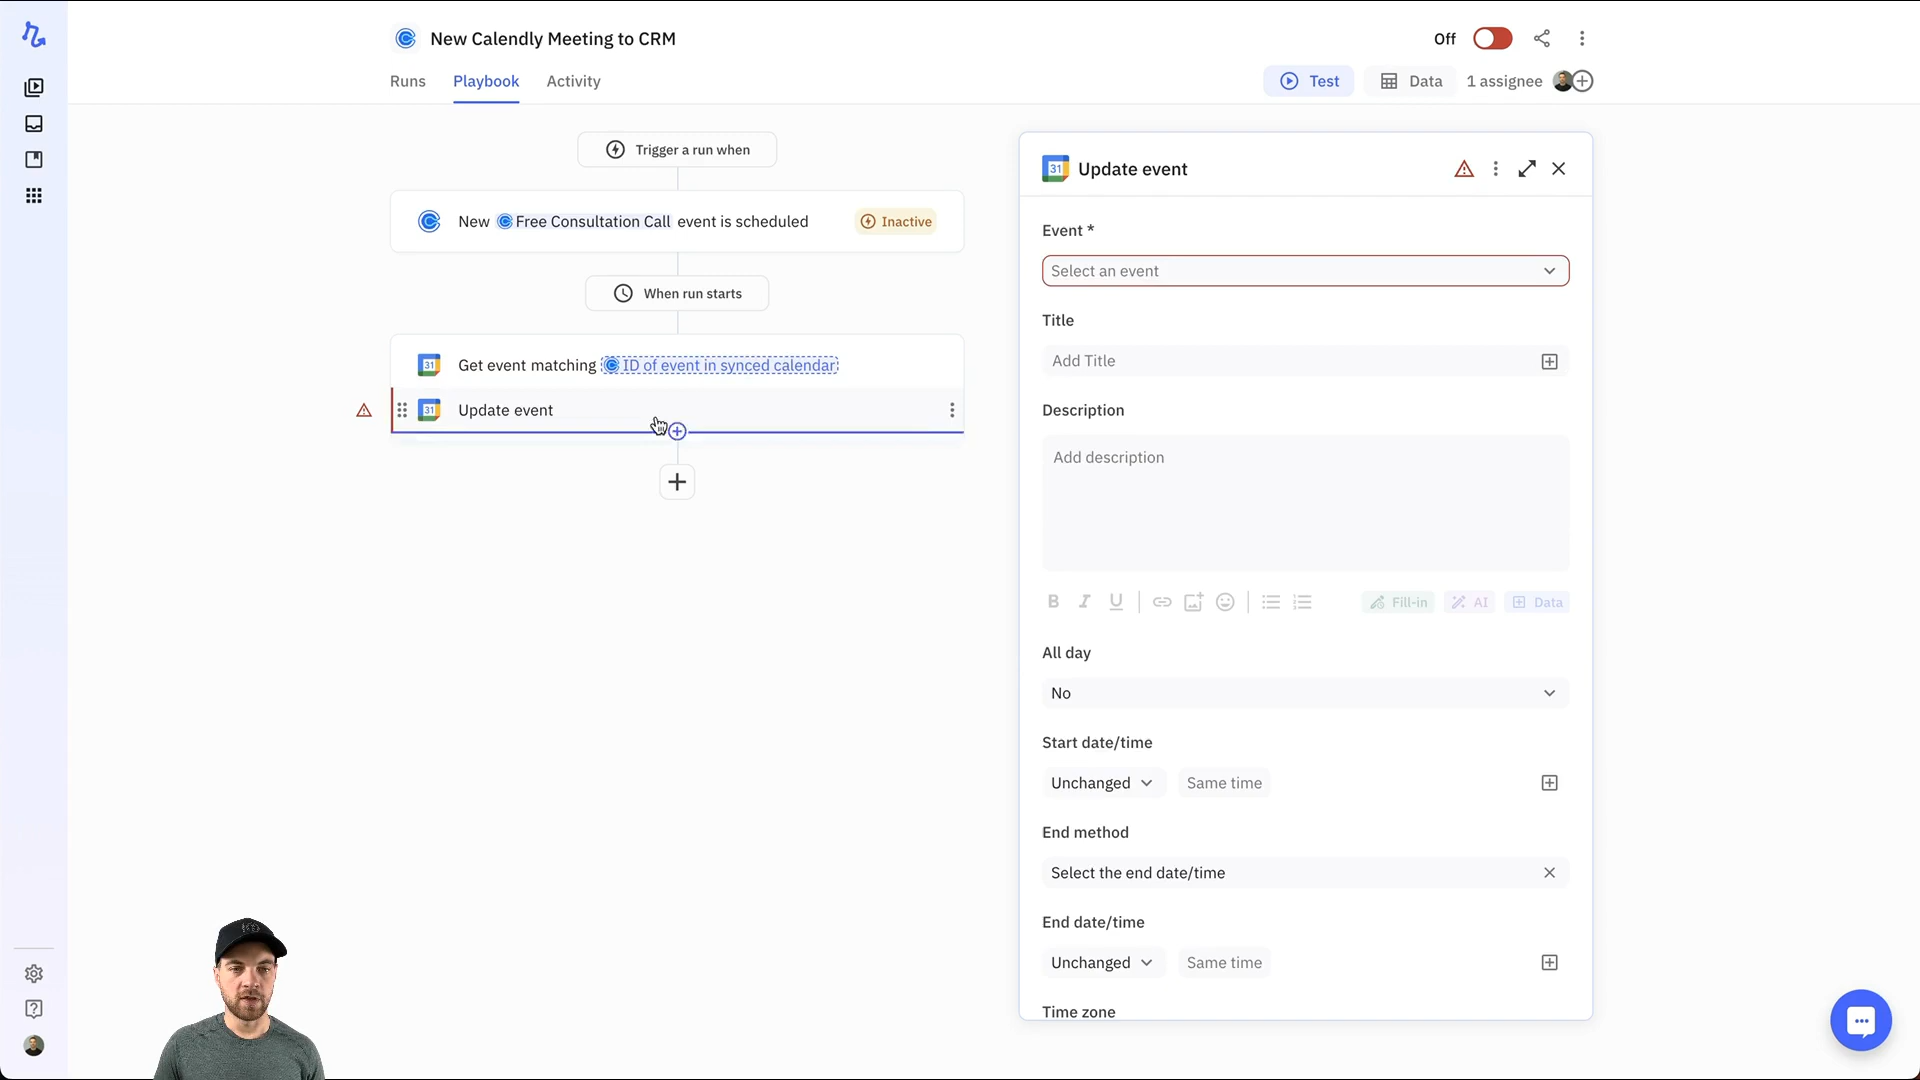 New Calendly Meeting to CRM
Off
Runs
Playbook
Activity
Test
Data
1 assignee
Trigger a run when
New Free Consultation Call event is scheduled
Inactive
When run starts
31 Get event matching ID of event in synced calendar
31 Update event
31 Update event
Event *
Select an event
Title
Add Title
Description
Add description
B I U
Fill-in
AI
Data
All day
No
Start date/time
Unchanged
Same time
End method
Select the end date/time
End date/time
Unchanged
Same time
Time zone